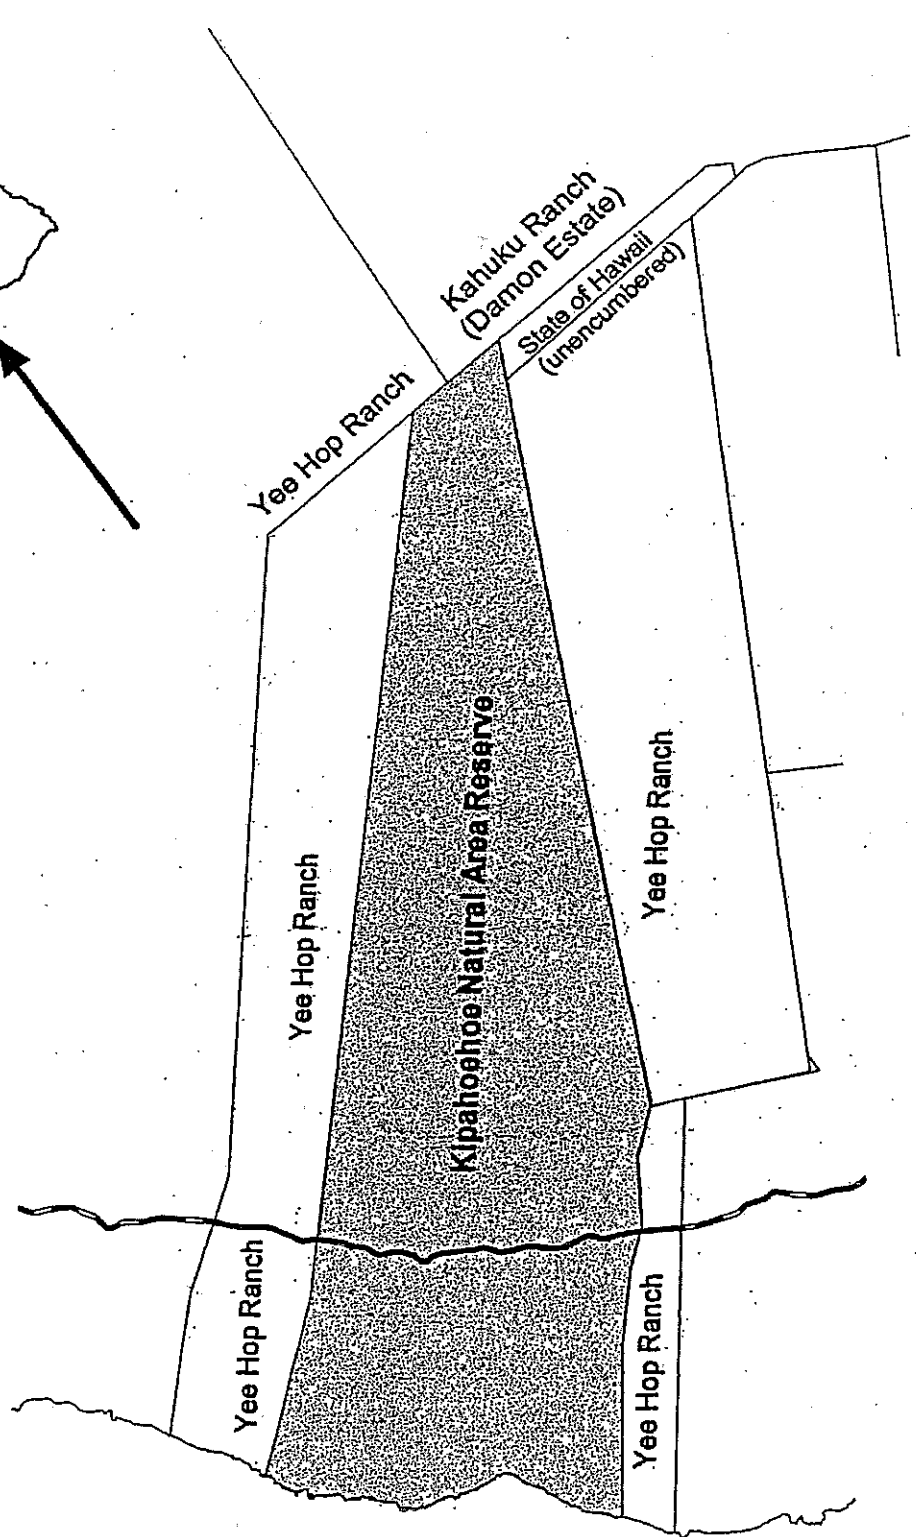 Kahuku Ranch
(Damon Estate)
State of Hawaii
(unencumbered)
Yee Hop Ranch
Yee Hop Ranch
Kipahoehoe Natural Area Reserve
Yee Hop Ranch
Yee Hop Ranch
Yee Hop Ranch